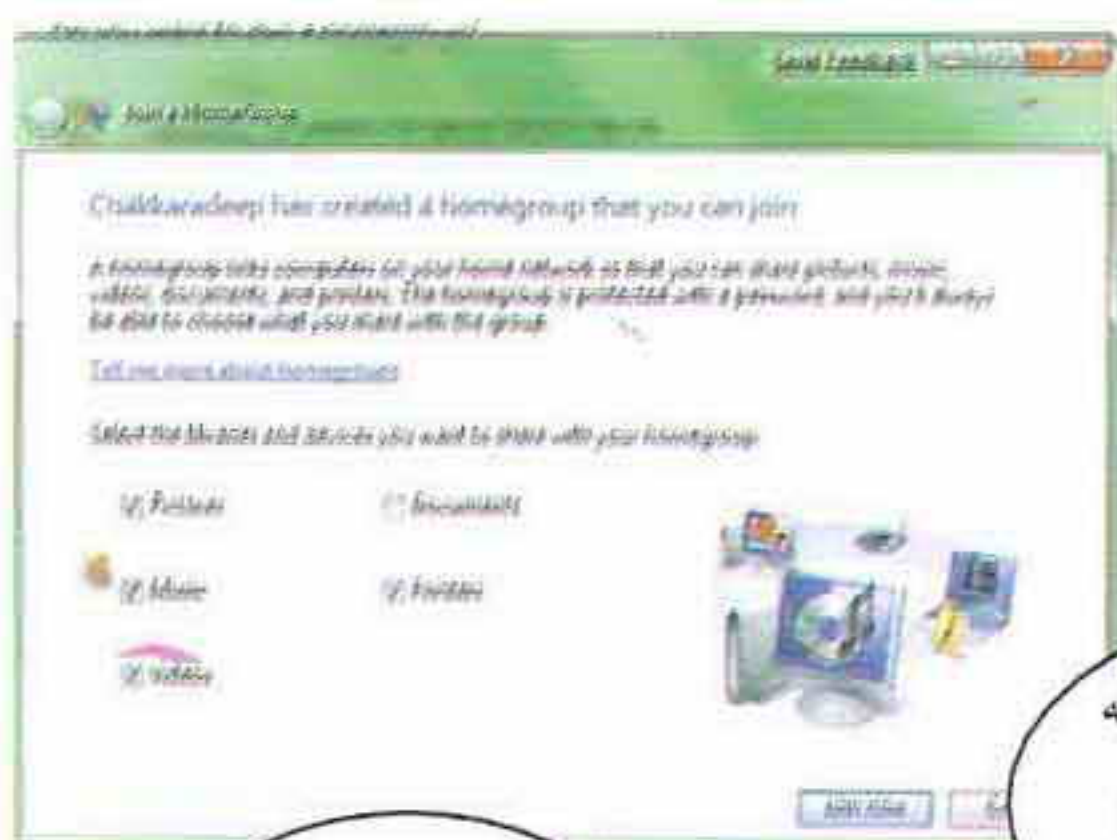 Send Feedback
Join a HomeGroup
Chakkaradeep has created a homegroup that you can join
A homegroup links computers on your home network so that you can share pictures, music,
videos, documents, and printers. The homegroup is protected with a password, and you'll always
be able to choose what you share with the group.
Tell me more about homegroups
Select the libraries and devices you want to share with your homegroup:
Pictures
Documents
Music
Printers
Videos